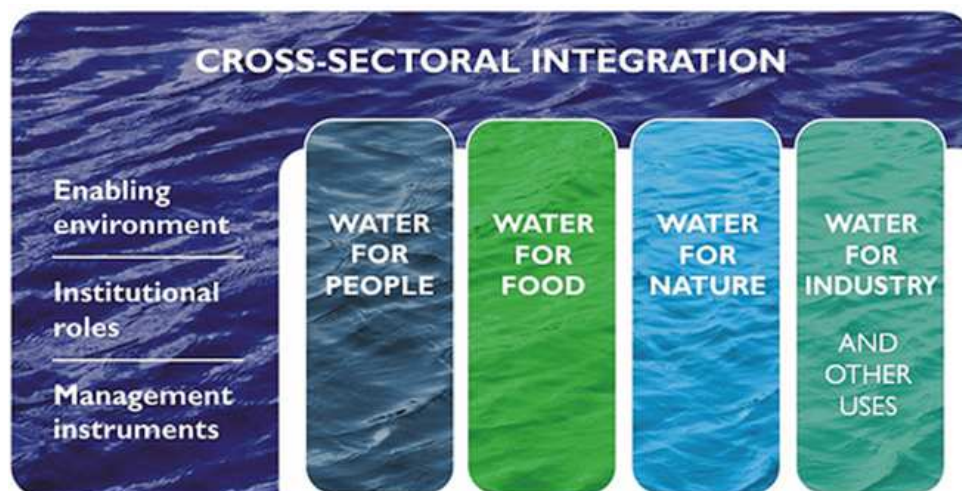 CROSS-SECTORAL INTEGRATION
Enabling
environment
Institutional
roles
Management
instruments
WATER
FOR
PEOPLE
WATER
FOR
FOOD
WATER
FOR
NATURE
WATER
FOR
INDUSTRY
AND
OTHER
USES